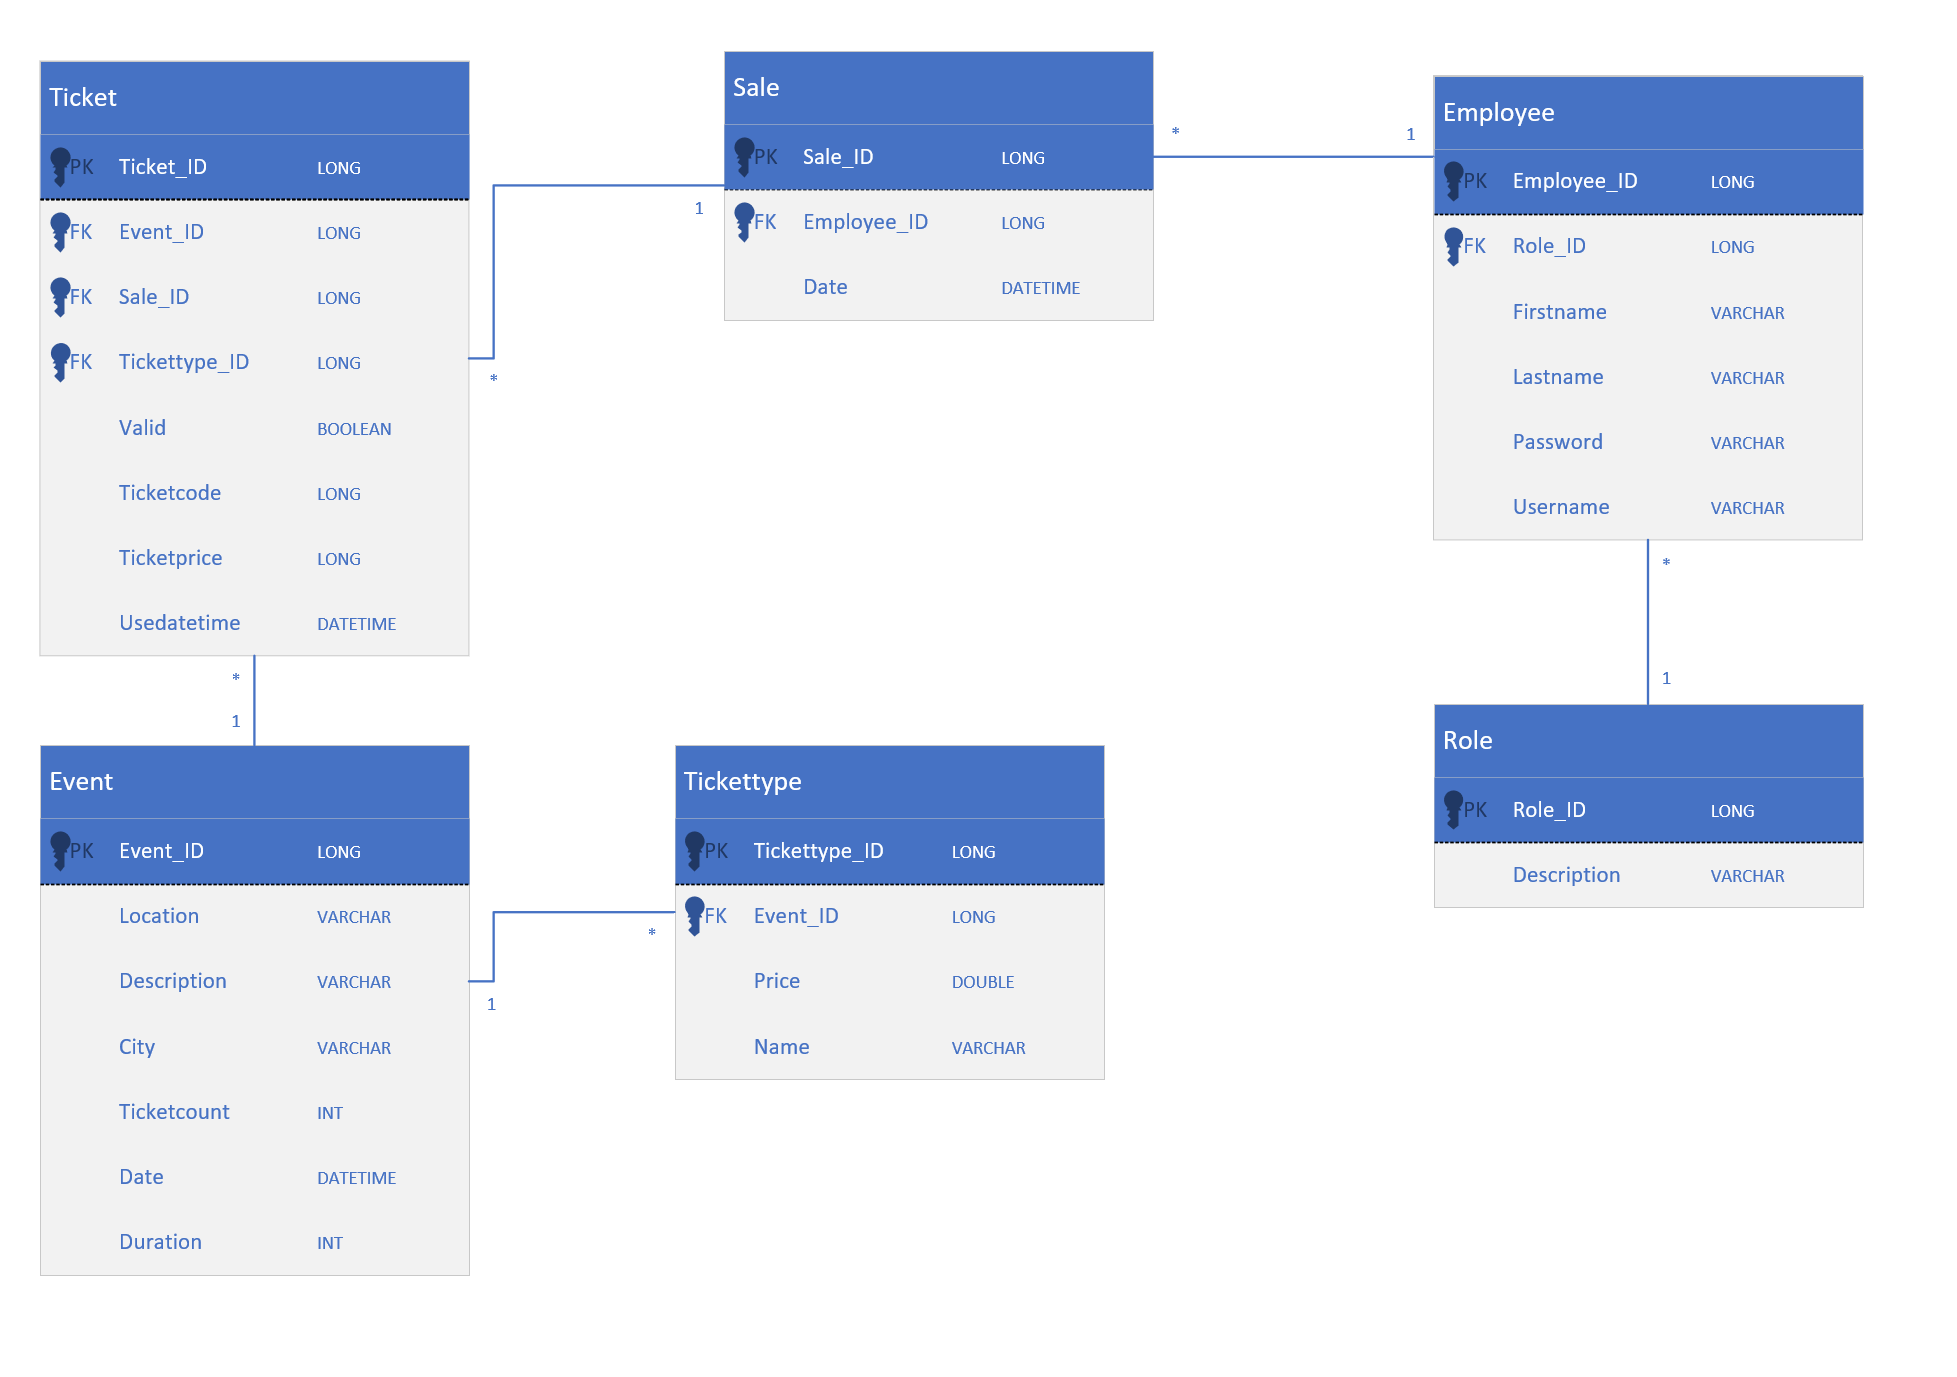 Ticket
PK Ticket_ID LONG
FK Event_ID LONG
FK Sale_ID LONG
FK Tickettype_ID LONG
Valid BOOLEAN
Ticketcode LONG
Ticketprice LONG
Usedatetime DATETIME
*
1
*
1
Sale
PK Sale_ID LONG
FK Employee_ID LONG
Date DATETIME
*
1
Employee
PK Employee_ID LONG
FK Role_ID LONG
Firstname VARCHAR
Lastname VARCHAR
Password VARCHAR
Username VARCHAR
*
1
Event
PK Event_ID LONG
Location VARCHAR
Description VARCHAR
City VARCHAR
Ticketcount INT
Date DATETIME
Duration INT
1
*
Tickettype
PK Tickettype_ID LONG
FK Event_ID LONG
Price DOUBLE
Name VARCHAR
Role
PK Role_ID LONG
Description VARCHAR